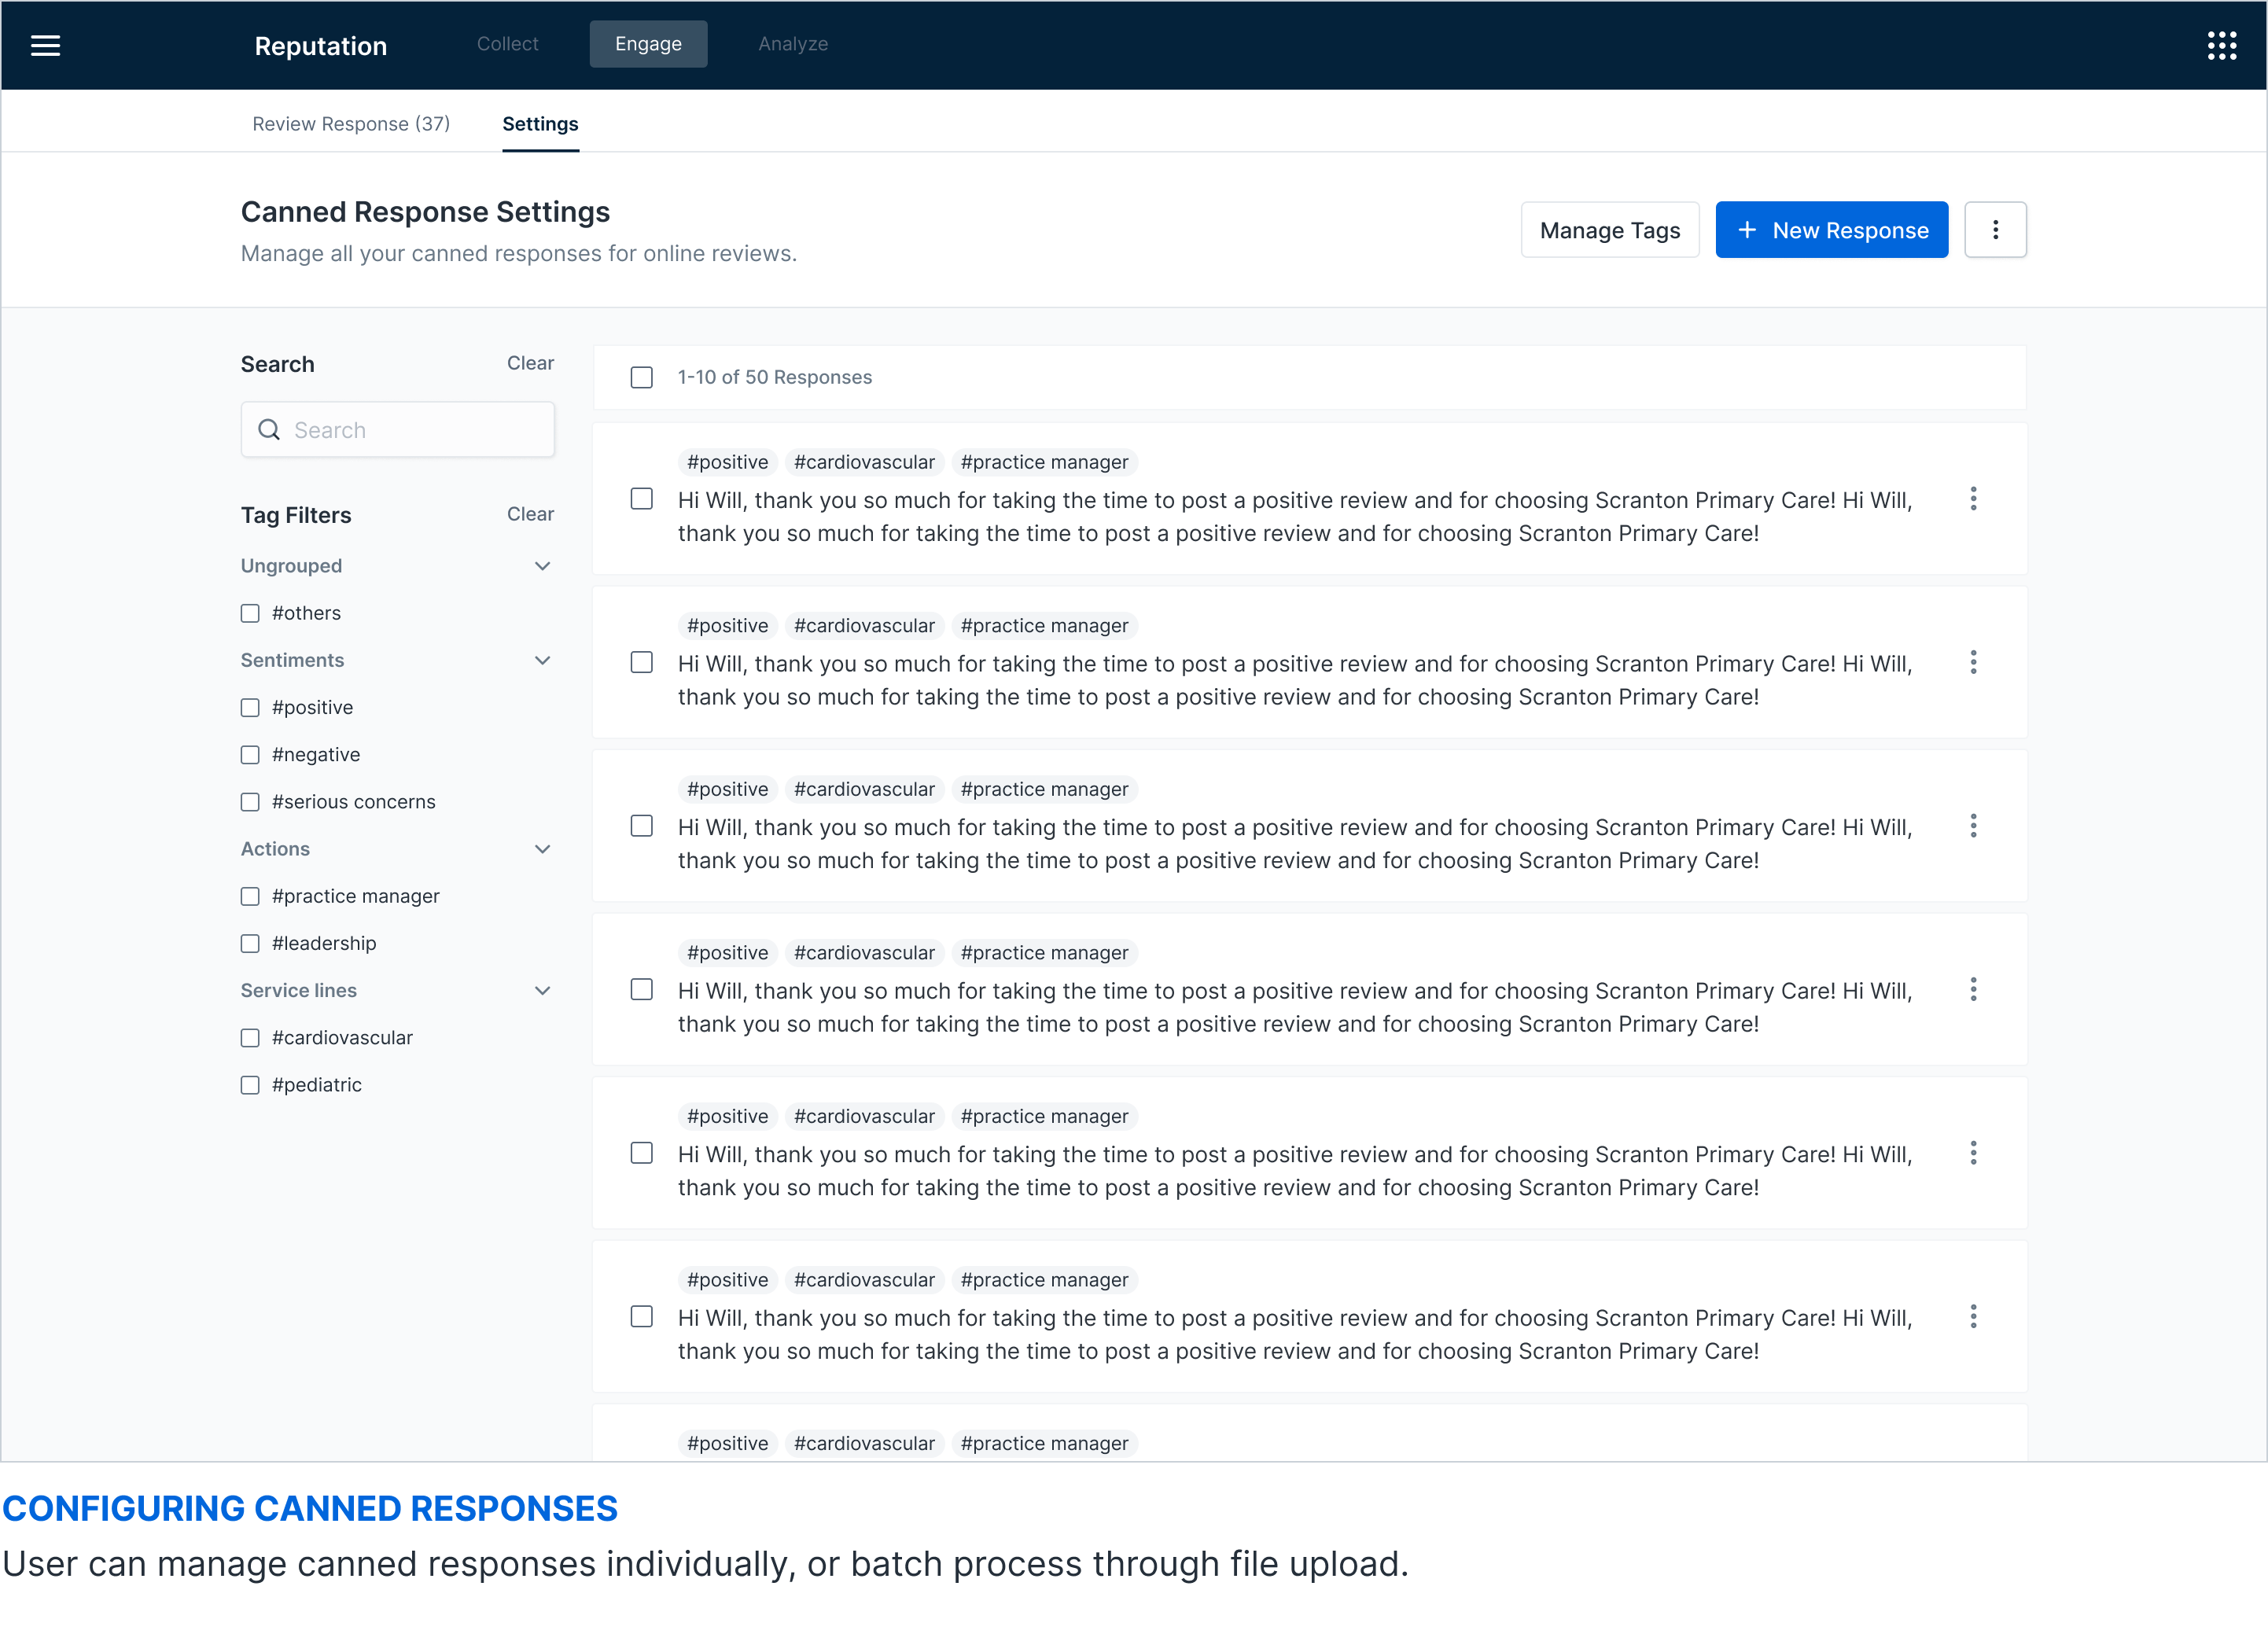 Reputation
Collect
Engage
Analyze
Review Response (37)
Settings
Canned Response Settings
Manage all your canned responses for online reviews.
Manage Tags
+ New Response
Search
Clear
Search
Tag Filters
Clear
Ungrouped
#others
Sentiments
#positive
#negative
#serious concerns
Actions
#practice manager
#leadership
Service lines
#cardiovascular
#pediatric
1-10 of 50 Responses
#positive #cardiovascular #practice manager
Hi Will, thank you so much for taking the time to post a positive review and for choosing Scranton Primary Care! Hi Will,
thank you so much for taking the time to post a positive review and for choosing Scranton Primary Care!
#positive #cardiovascular #practice manager
Hi Will, thank you so much for taking the time to post a positive review and for choosing Scranton Primary Care! Hi Will,
thank you so much for taking the time to post a positive review and for choosing Scranton Primary Care!
#positive #cardiovascular #practice manager
Hi Will, thank you so much for taking the time to post a positive review and for choosing Scranton Primary Care! Hi Will,
thank you so much for taking the time to post a positive review and for choosing Scranton Primary Care!
#positive #cardiovascular #practice manager
Hi Will, thank you so much for taking the time to post a positive review and for choosing Scranton Primary Care! Hi Will,
thank you so much for taking the time to post a positive review and for choosing Scranton Primary Care!
#positive #cardiovascular #practice manager
Hi Will, thank you so much for taking the time to post a positive review and for choosing Scranton Primary Care! Hi Will,
thank you so much for taking the time to post a positive review and for choosing Scranton Primary Care!
#positive #cardiovascular #practice manager
Hi Will, thank you so much for taking the time to post a positive review and for choosing Scranton Primary Care! Hi Will,
thank you so much for taking the time to post a positive review and for choosing Scranton Primary Care!
#positive #cardiovascular #practice manager
CONFIGURING CANNED RESPONSES
User can manage canned responses individually, or batch process through file upload.